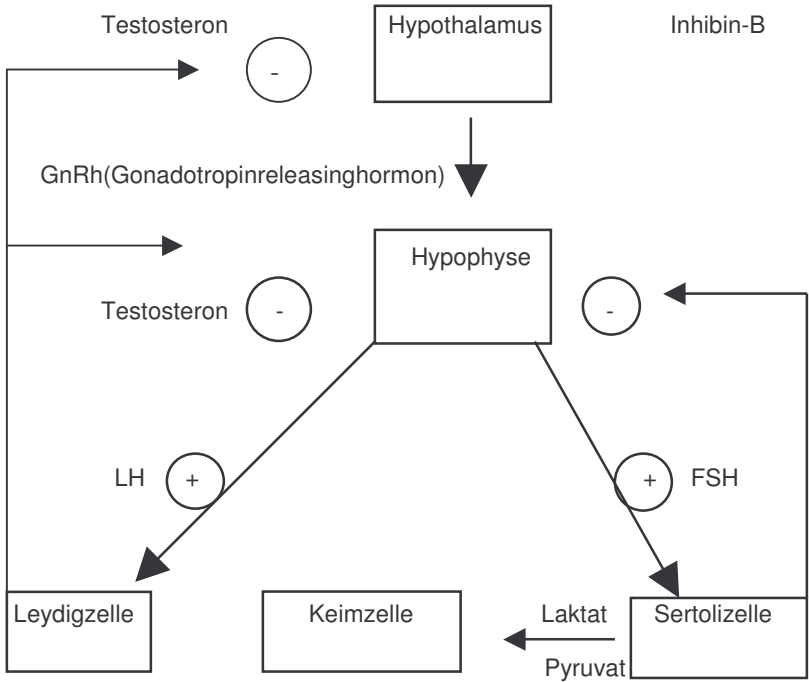 Testosteron
-
Hypothalamus
Inhibin-B
GnRh(Gonadotropinreleasinghormon)
Hypophyse
Testosteron
-
-
LH
+
+
FSH
Leydigzelle
Keimzelle
Laktat
Pyruvat
Sertolizelle